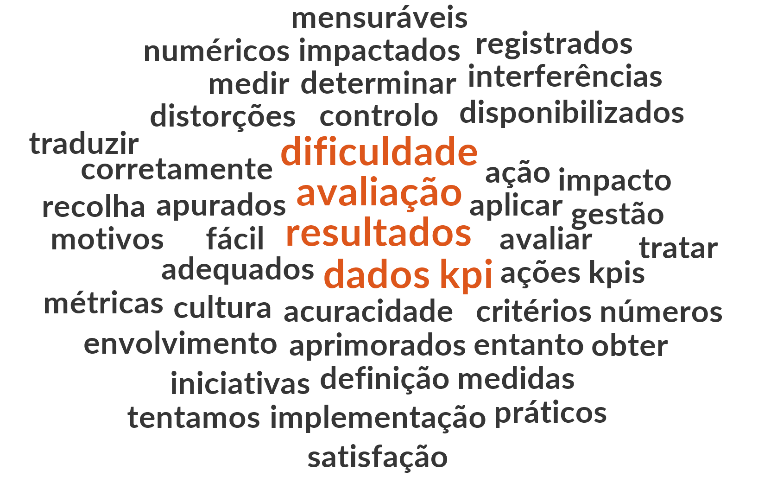 mensuráveis
numéricos impactados registrados
medir determinar interferências
distorções controlo disponibilizados
traduzir dificuldade
corretamente avaliação ação impacto
recolha apurados aplicar gestão
motivos fácil resultados avaliar tratar
adequados dados kpi ações kpis
métricas cultura acuracidade critérios números
envolvimento aprimorados entanto obter
iniciativas definição medidas
tentamos implementação práticos
satisfação